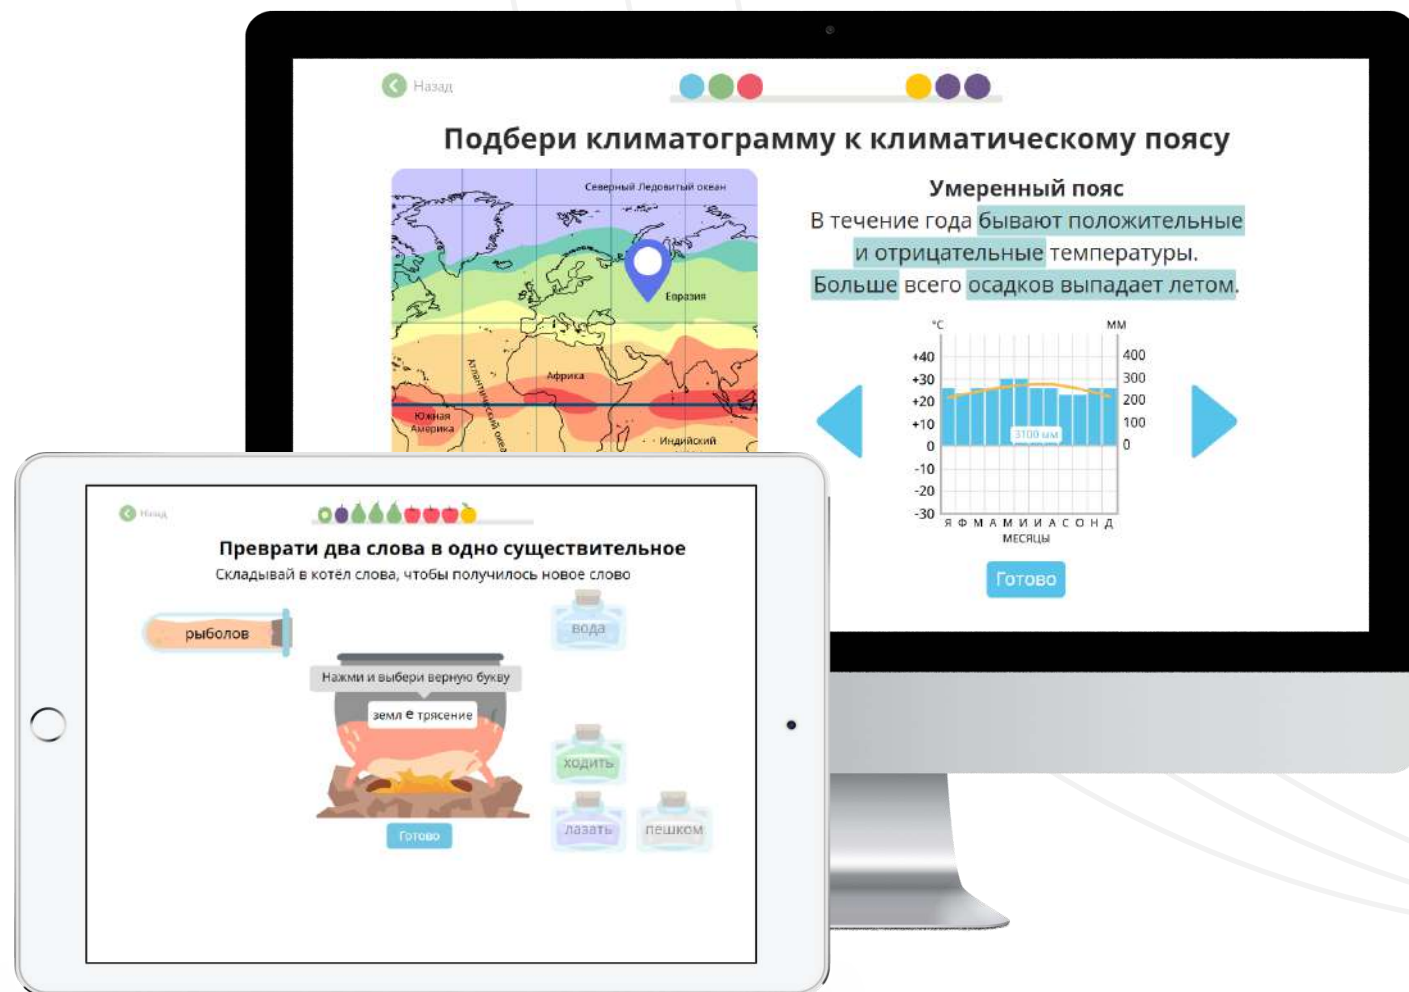 Назад
Подбери климатограмму к климатическому поясу
Северный Ледовитый океан
Евразия
Африка
Атлантический океа
Южная
Америка
Индийский
Умеренный пояс
В течение года бывают положительные
и отрицательные температуры.
Больше всего осадков выпадает летом.
°C ММ
+40 400
+30 300
+20 200
+10 100
0 0
-10
-20
-30
3100 мм
Я Ф М А М И И А С О Н Д
МЕСЯЦЫ
Готово
Назад
Преврати два слова в одно существительное
Складывай в котёл слова, чтобы получилось новое слово
рыболов
вода
Нажми и выбери верную букву
земл е трясение
ходить
лазать
пешком
Готово